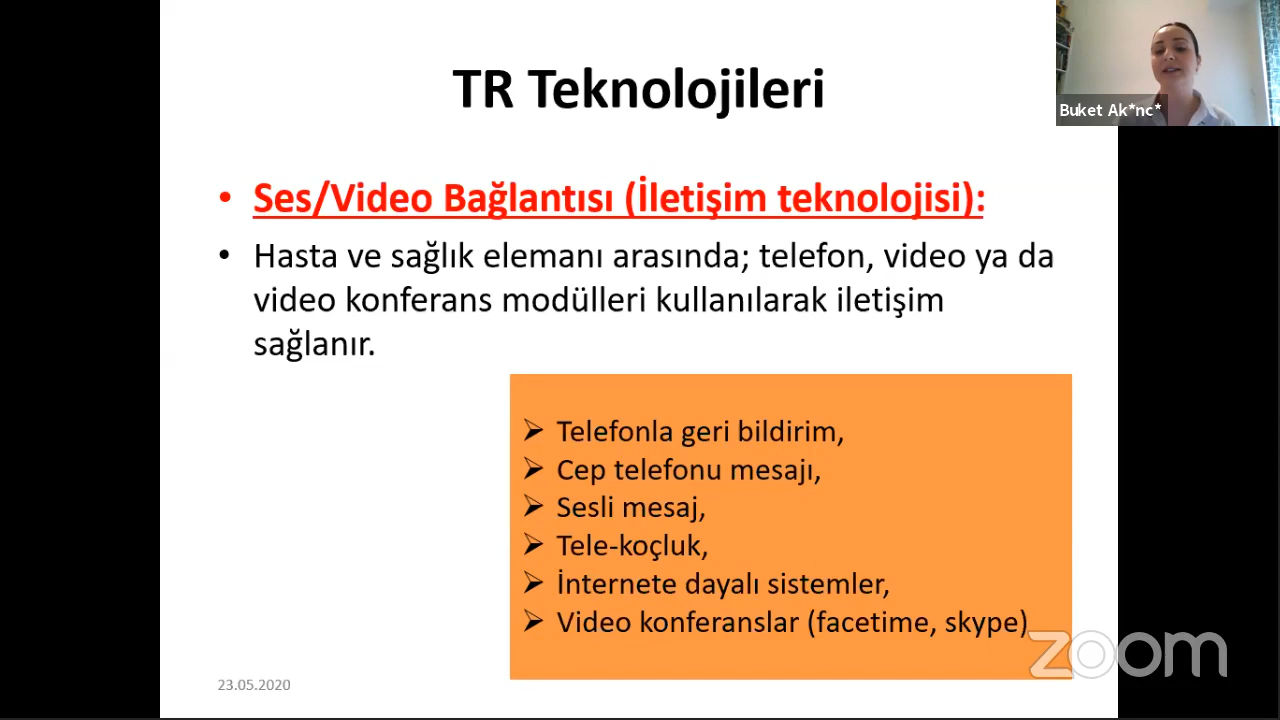 TR Teknolojileri
Buket Ak*nc*
• Ses/Video Bağlantısı (İletişim teknolojisi):
• Hasta ve sağlık elemanı arasında; telefon, video ya da
video konferans modülleri kullanılarak iletişim
sağlanır.
➢ Telefonla geri bildirim,
➢ Cep telefonu mesajı,
➢ Sesli mesaj,
➢ Tele-koçluk,
➢ İnternete dayalı sistemler,
➢ Video konferanslar (facetime, skype)
zoom
23.05.2020